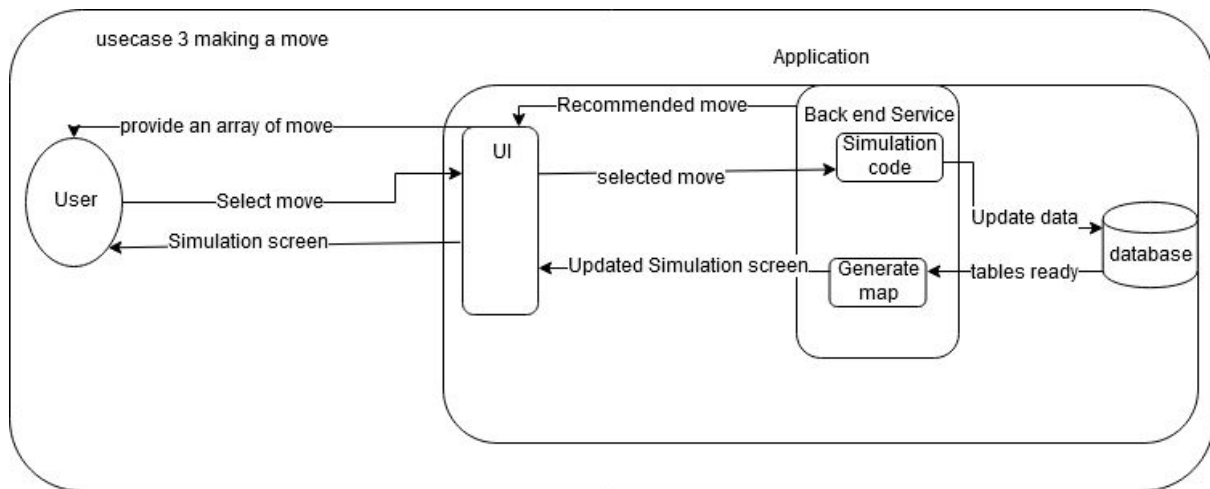 usecase 3 making a move
Application
Recommended move
Back end Service
provide an array of move
UI
Simulation
code
User
Select move
selected move
Update data
Simulation screen
Updated Simulation screen
Generate
map
tables ready
database